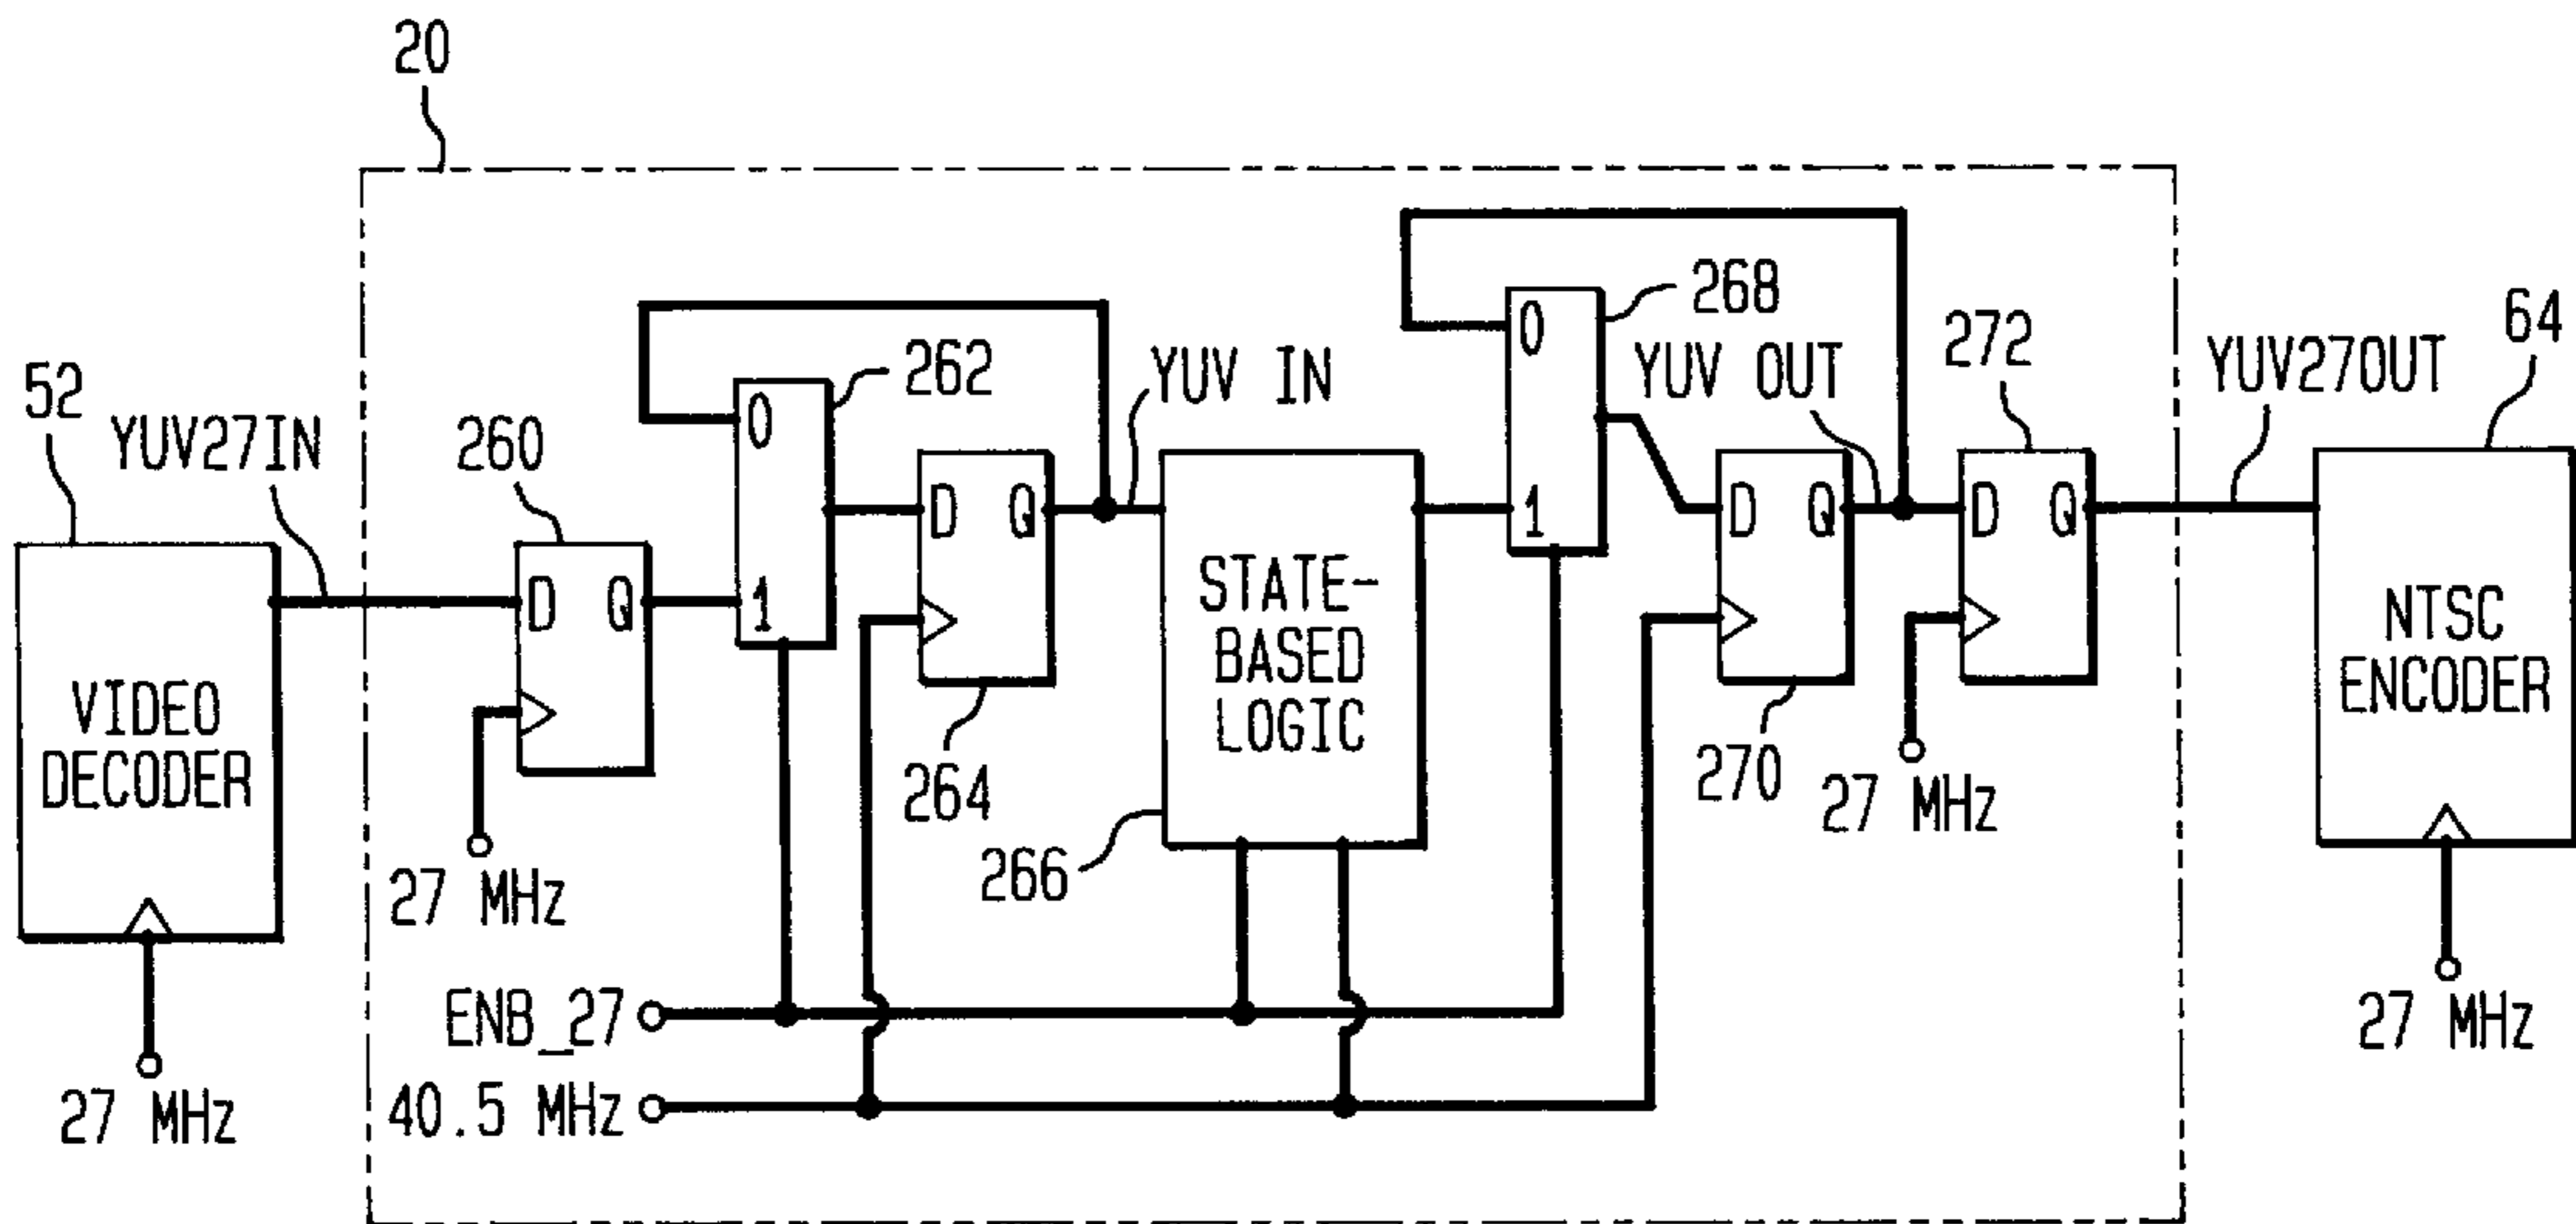 20
268
64
262
YUV IN
YUV OUT
272
YUV27OUT
52
YUV27IN
260
0
0
1
D Q
1
D Q
D Q
D Q
264
STATE-
BASED
LOGIC
266
270
27 MHz
VIDEO
DECODER
NTSC
ENCODER
27 MHz
27 MHz
27 MHz
ENB_27
40.5 MHz